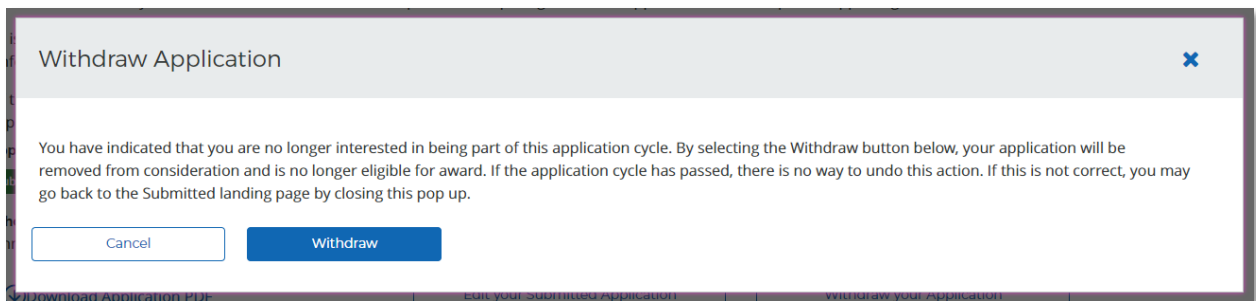 Withdraw Application
You have indicated that you are no longer interested in being part of this application cycle. By selecting the Withdraw button below, your application will be
removed from consideration and is no longer eligible for award. If the application cycle has passed, there is no way to undo this action. If this is not correct, you may
go back to the Submitted landing page by closing this pop up.
Cancel Withdraw
Download Application PDF Edit your Submitted Application Withdraw your Application